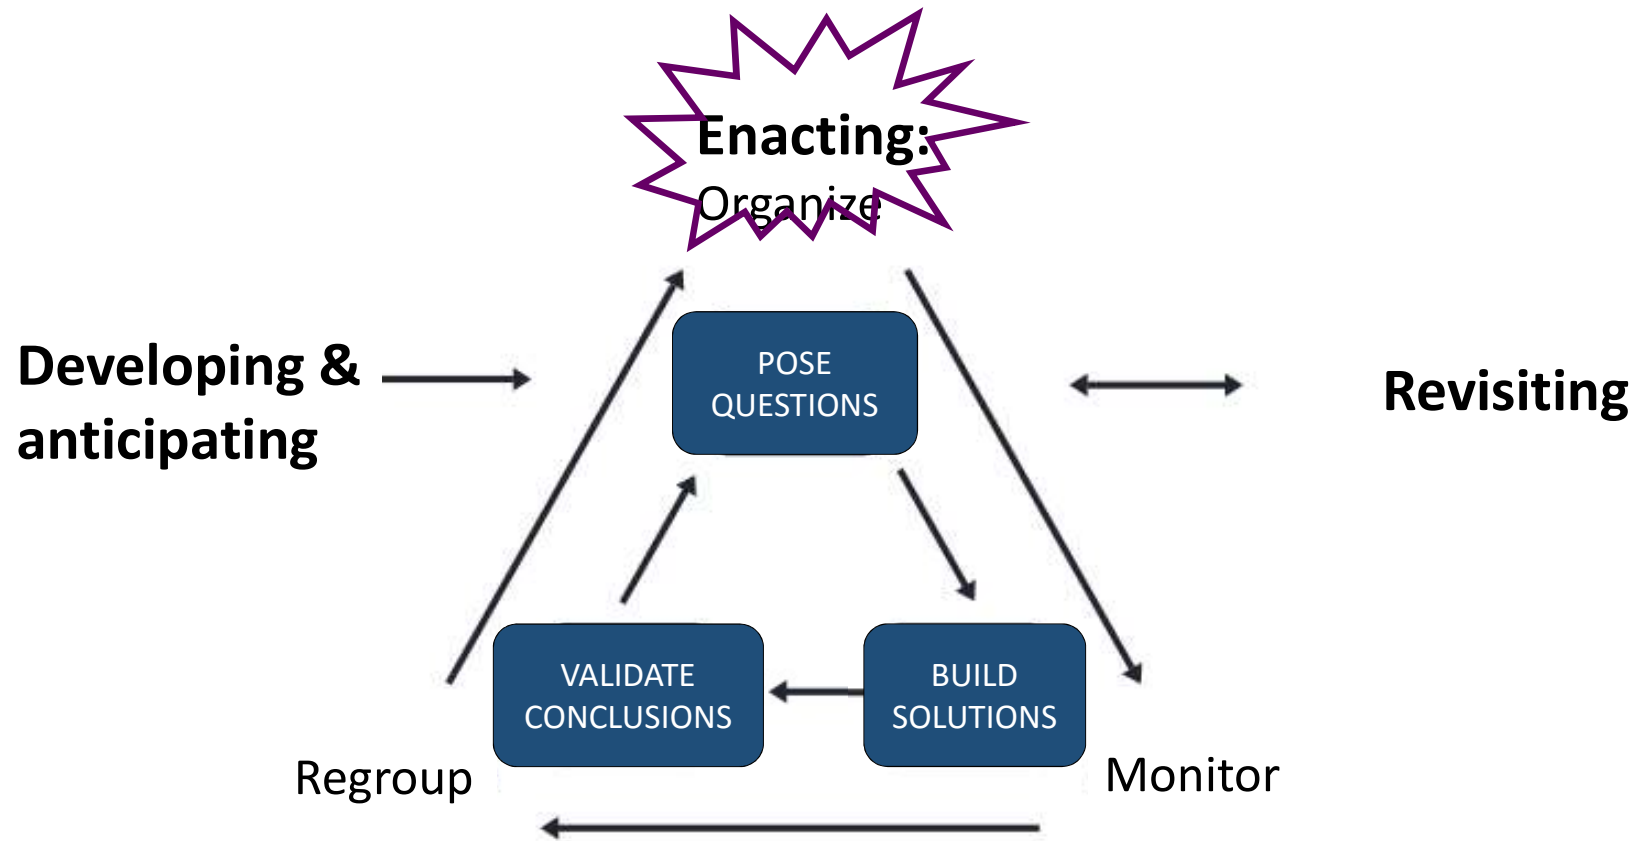 Enacting:
Organize
Developing &
anticipating
POSE
QUESTIONS
Revisiting
VALIDATE
CONCLUSIONS
BUILD
SOLUTIONS
Regroup
Monitor